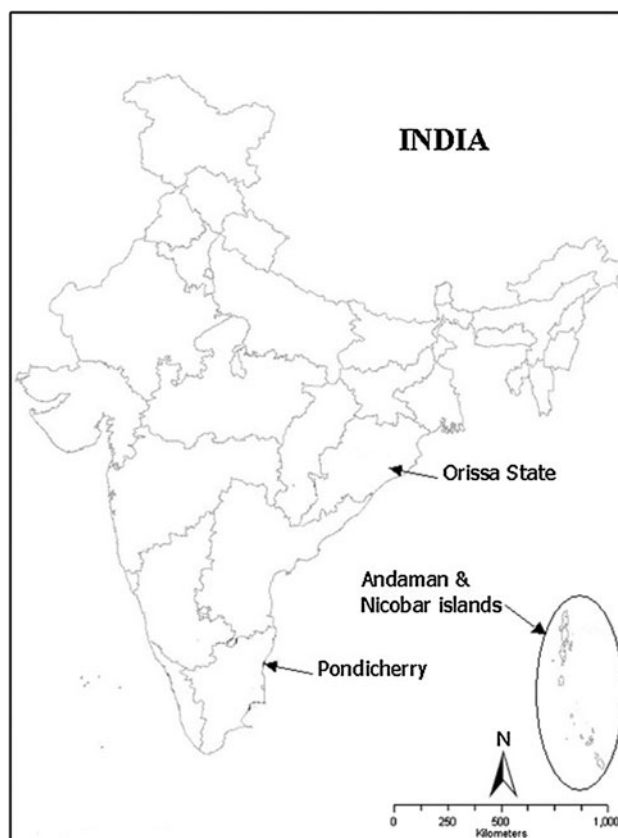 INDIA
Orissa State
Andaman &
Nicobar islands
Pondicherry
N
0 250 500 1,000
Kilometers